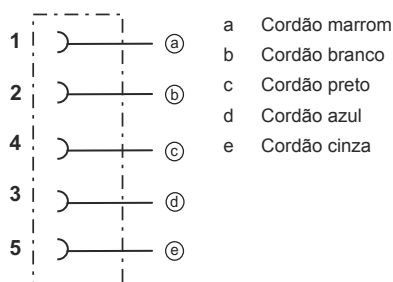 1 a
2 b
4 c
3 d
5 e
a Cordão marrom
b Cordão branco
c Cordão preto
d Cordão azul
e Cordão cinza